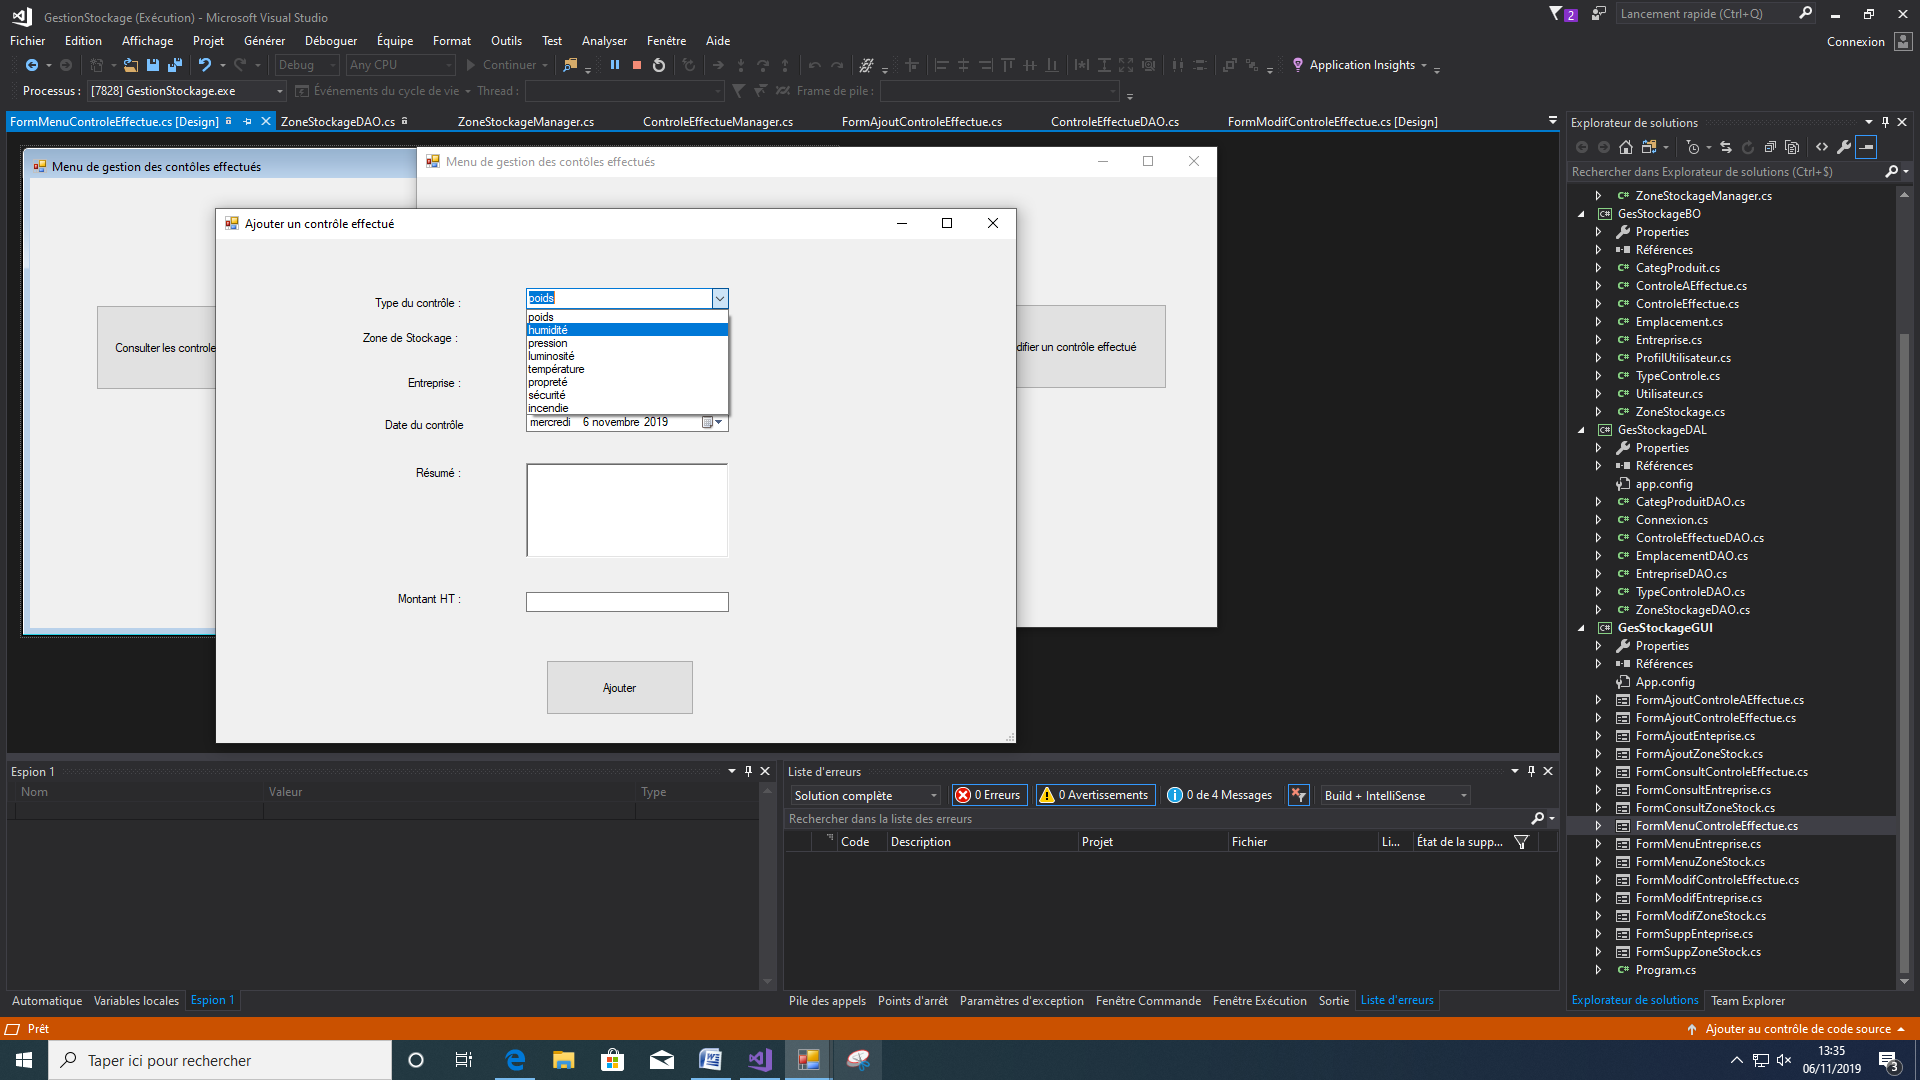 GestionStockage (Exécution) - Microsoft Visual Studio
2
Lancement rapide (Ctrl+Q)
Fichier Edition Affichage Projet Générer Déboguer Équipe Format Outils Test Analyser Fenêtre Aide
Connexion
Debug Any CPU Continuer Application Insights
Processus : [7828] GestionStockage.exe Événements du cycle de vie Thread : Frame de pile :
FormMenuControleEffectue.cs [Design] ZoneStockageDAO.cs ZoneStockageManager.cs ControleEffectueManager.cs FormAjoutControleEffectue.cs ControleEffectueDAO.cs FormModifControleEffectue.cs [Design]
Menu de gestion des contôles effectués
Menu de gestion des contôles effectués
Consulter les controle
difier un contrôle effectué
Ajouter un contrôle effectué
Type du contrôle :
poids
poids
humidité
pression
luminosité
température
propreté
sécurité
incendie
Zone de Stockage :
Entreprise :
Date du contrôle
mercredi 6 novembre 2019
Résumé :
Montant HT :
Ajouter
Explorateur de solutions
Rechercher dans Explorateur de solutions (Ctrl+$)
ZoneStockageManager.cs
GesStockageBO
Properties
Références
CategProduit.cs
ControleAEffectue.cs
ControleEffectue.cs
Emplacement.cs
Entreprise.cs
ProfilUtilisateur.cs
TypeControle.cs
Utilisateur.cs
ZoneStockage.cs
GesStockageDAL
Properties
Références
app.config
CategProduitDAO.cs
Connexion.cs
ControleEffectueDAO.cs
EmplacementDAO.cs
EntrepriseDAO.cs
TypeControleDAO.cs
ZoneStockageDAO.cs
GesStockageGUI
Properties
Références
App.config
FormAjoutControleAEffectue.cs
FormAjoutControleEffectue.cs
FormAjoutEnteprise.cs
FormAjoutZoneStock.cs
FormConsultControleEffectue.cs
FormConsultEntreprise.cs
FormConsultZoneStock.cs
FormMenuControleEffectue.cs
FormMenuEntreprise.cs
FormMenuZoneStock.cs
FormModifControleEffectue.cs
FormModifEntreprise.cs
FormModifZoneStock.cs
FormSuppEnteprise.cs
FormSuppZoneStock.cs
Program.cs
Explorateur de solutions Team Explorer
Espion 1
Nom Valeur Type
Automatique Variables locales Espion 1
Liste d'erreurs
Solution complète 0 Erreurs 0 Avertissements 0 de 4 Messages Build + IntelliSense
Rechercher dans la liste des erreurs
Code Description Projet Fichier Li... État de la supp...
Pile des appels Points d'arrêt Paramètres d'exception Fenêtre Commande Fenêtre Exécution Sortie Liste d'erreurs
Prêt
Ajouter au contrôle de code source
Taper ici pour rechercher
13:35
06/11/2019
3